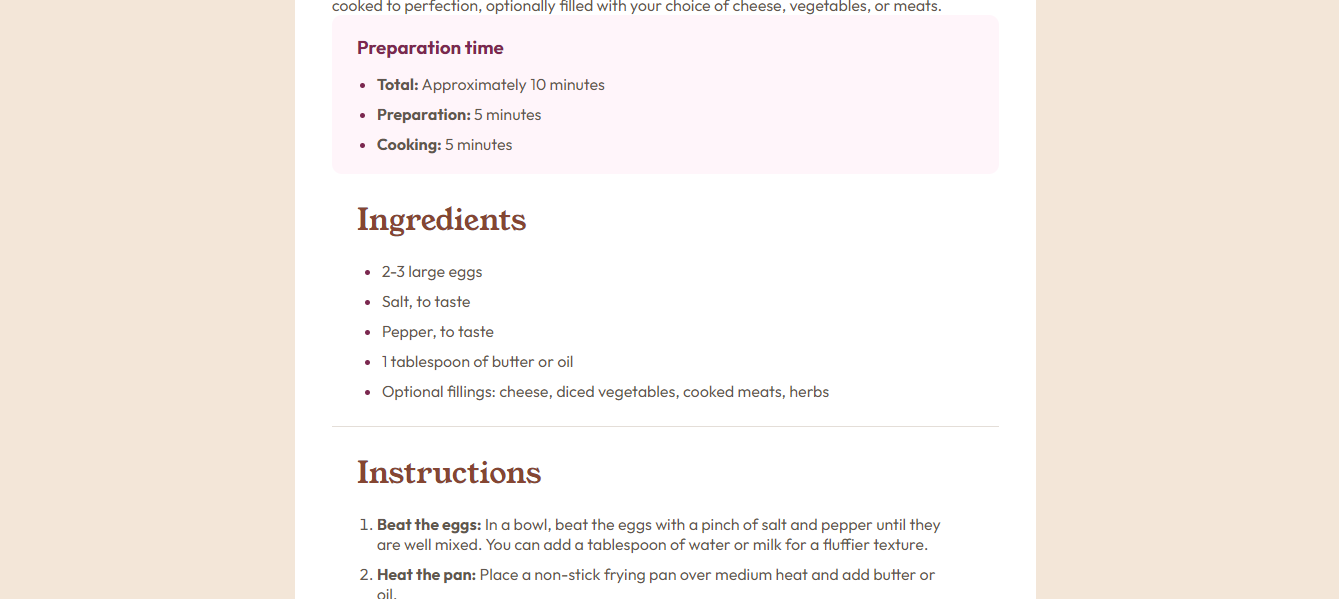 cooked to perfection, optionally filled with your choice of cheese, vegetables, or meats.
Preparation time
Total: Approximately 10 minutes
Preparation: 5 minutes
Cooking: 5 minutes
Ingredients
2-3 large eggs
Salt, to taste
Pepper, to taste
1 tablespoon of butter or oil
Optional fillings: cheese, diced vegetables, cooked meats, herbs
Instructions
1. Beat the eggs: In a bowl, beat the eggs with a pinch of salt and pepper until they
are well mixed. You can add a tablespoon of water or milk for a fluffier texture.
2. Heat the pan: Place a non-stick frying pan over medium heat and add butter or
oil.